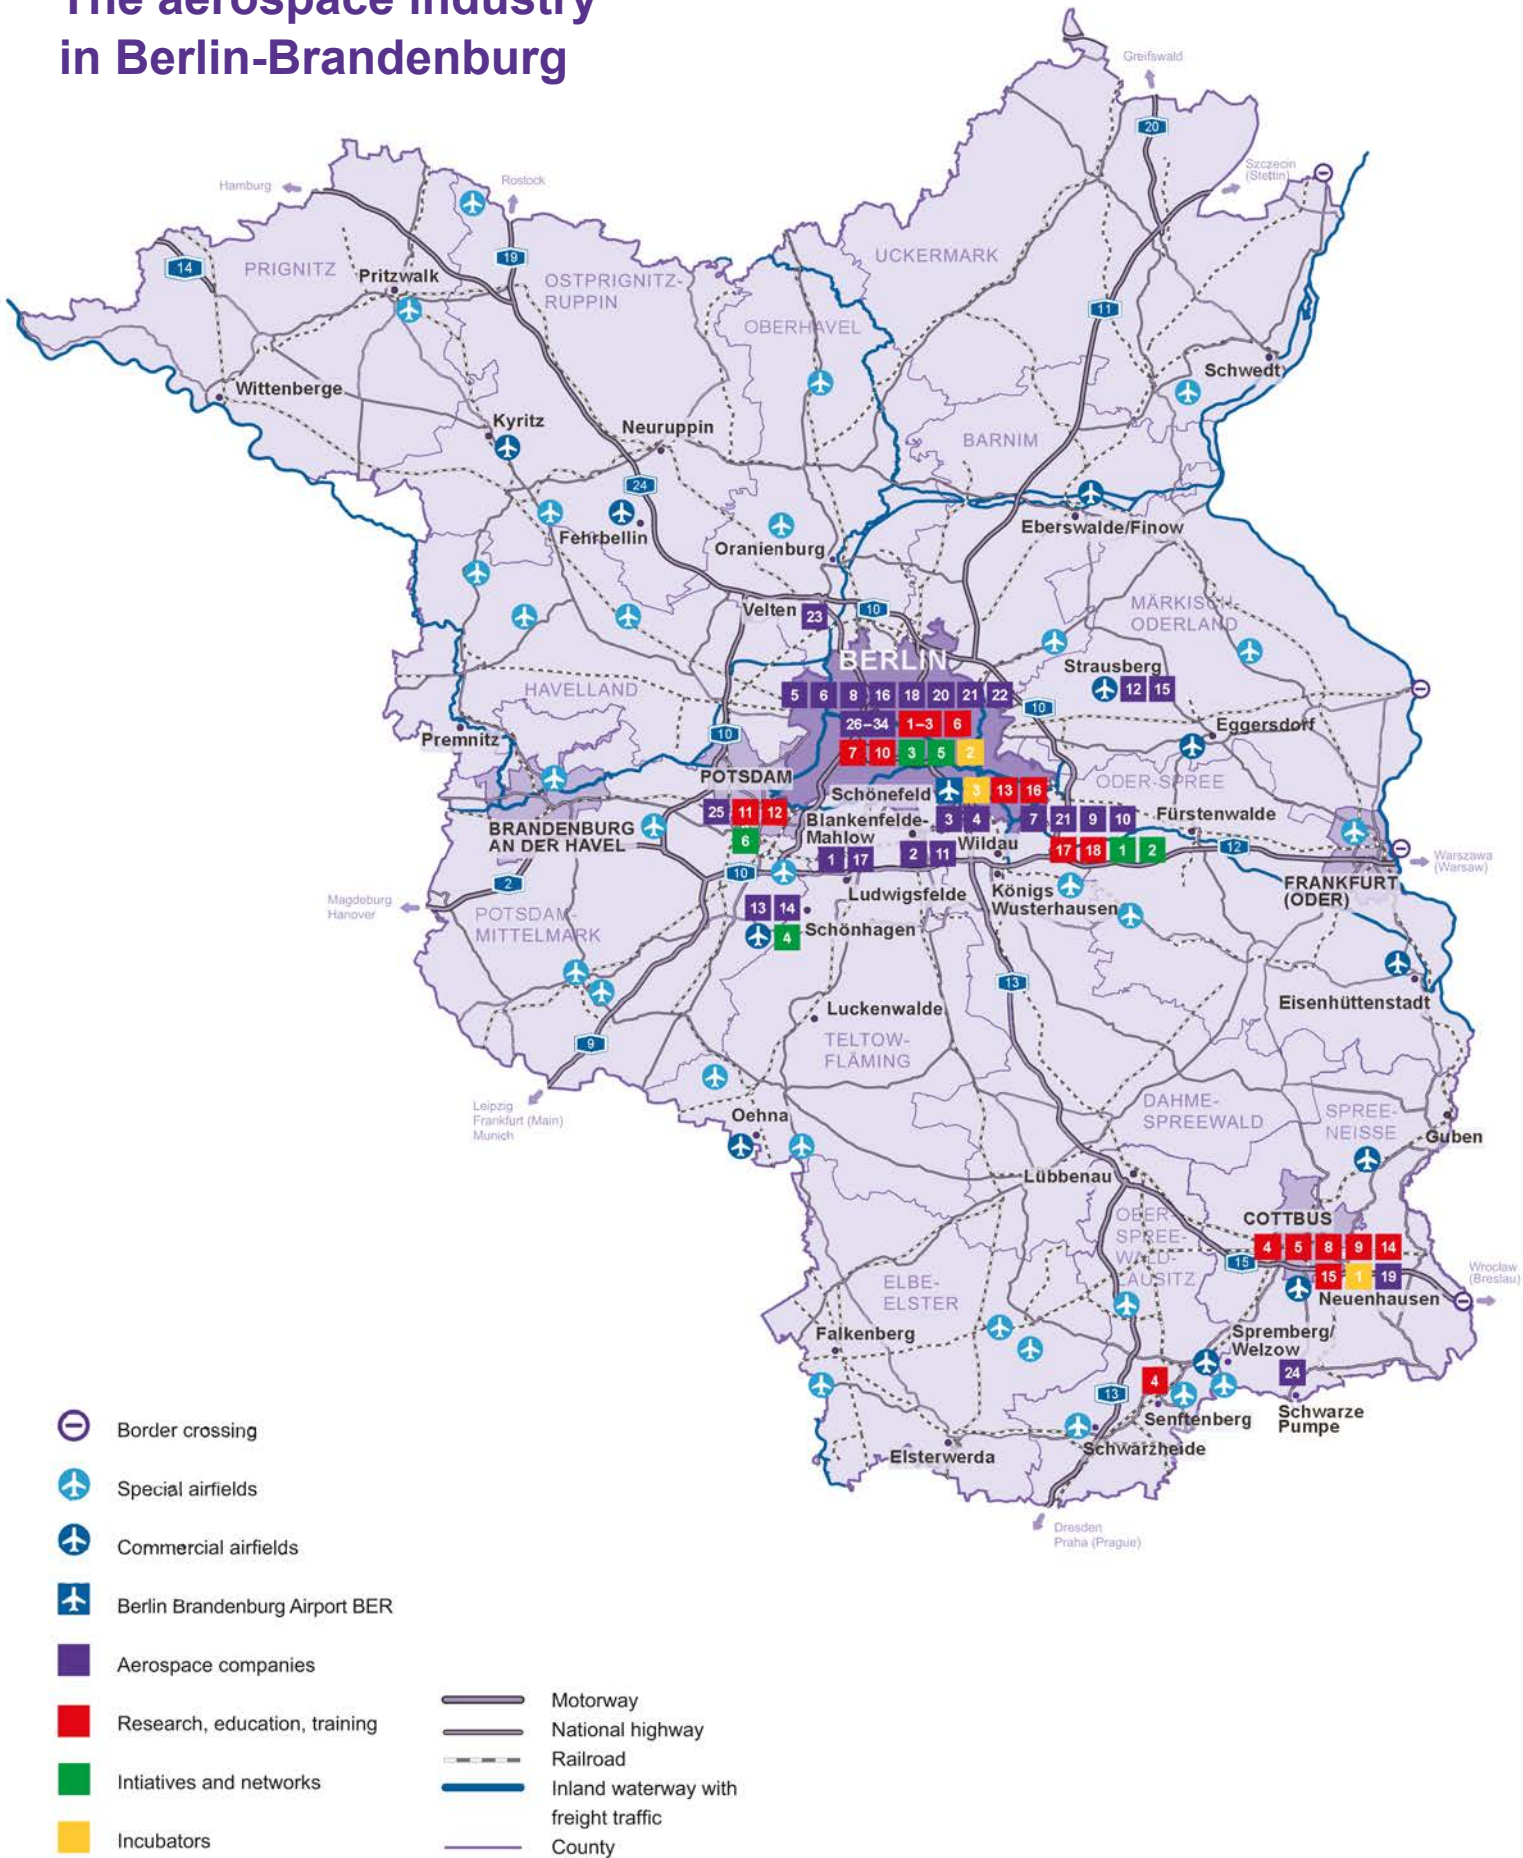 The aerospace industry
in Berlin-Brandenburg
Greifswald
20
Szczecin
(Stettin)
Hamburg
Rostock
14
PRIGNITZ
Pritzwalk
19
OSTPRIGNITZ-
RUPPIN
UCKERMARK
OBERHAVEL
11
Schwedt
Wittenberge
Kyritz
Neuruppin
BARNIM
24
Fehrbellin
Oranienburg
Eberswalde/Finow
Velten
23
10
MÄRKISCH-
ODERLAND
BERLIN
Strausberg
12 15
5 6 8 16 18 20 21 22
26–34 1–3 6
7 10 3 5 2
HAVELLAND
10
10
Eggersdorf
Premnitz
POTSDAM
25 11 12
6
Schönefeld
3 13 16
ODER-SPREE
Blankenfelde-
Mahlow
3 4
7 21 9 10
Fürstenwalde
BRANDENBURG
AN DER HAVEL
1 17
2 11
Wildau
17 18 1 2
12
Warszawa
(Warsaw)
2
10
Ludwigsfelde
Königs
Wusterhausen
FRANKFURT
(ODER)
Magdeburg
Hanover
POTSDAM-
MITTELMARK
13 14
4
Schönhagen
13
Eisenhüttenstadt
Luckenwalde
9
TELTOW-
FLÄMING
Leipzig
Frankfurt (Main)
Munich
Oehna
DAHME-
SPREEWALD
SPREE-
NEISSE
Guben
Lübbenau
OBER-
SPREE-
WALD-
LAUSITZ
COTTBUS
4 5 8 9 14
15
15 1 19
Neuenhausen
Wroclaw
(Breslau)
ELBE-
ELSTER
Falkenberg
Spremberg/
Welzow
24
4
13
Senftenberg
Schwarze
Pumpe
Schwarzheide
Elsterwerda
Dresden
Praha (Prague)
Border crossing
Special airfields
Commercial airfields
Berlin Brandenburg Airport BER
Aerospace companies
Research, education, training
Intiatives and networks
Incubators
Motorway
National highway
Railroad
Inland waterway with
freight traffic
County